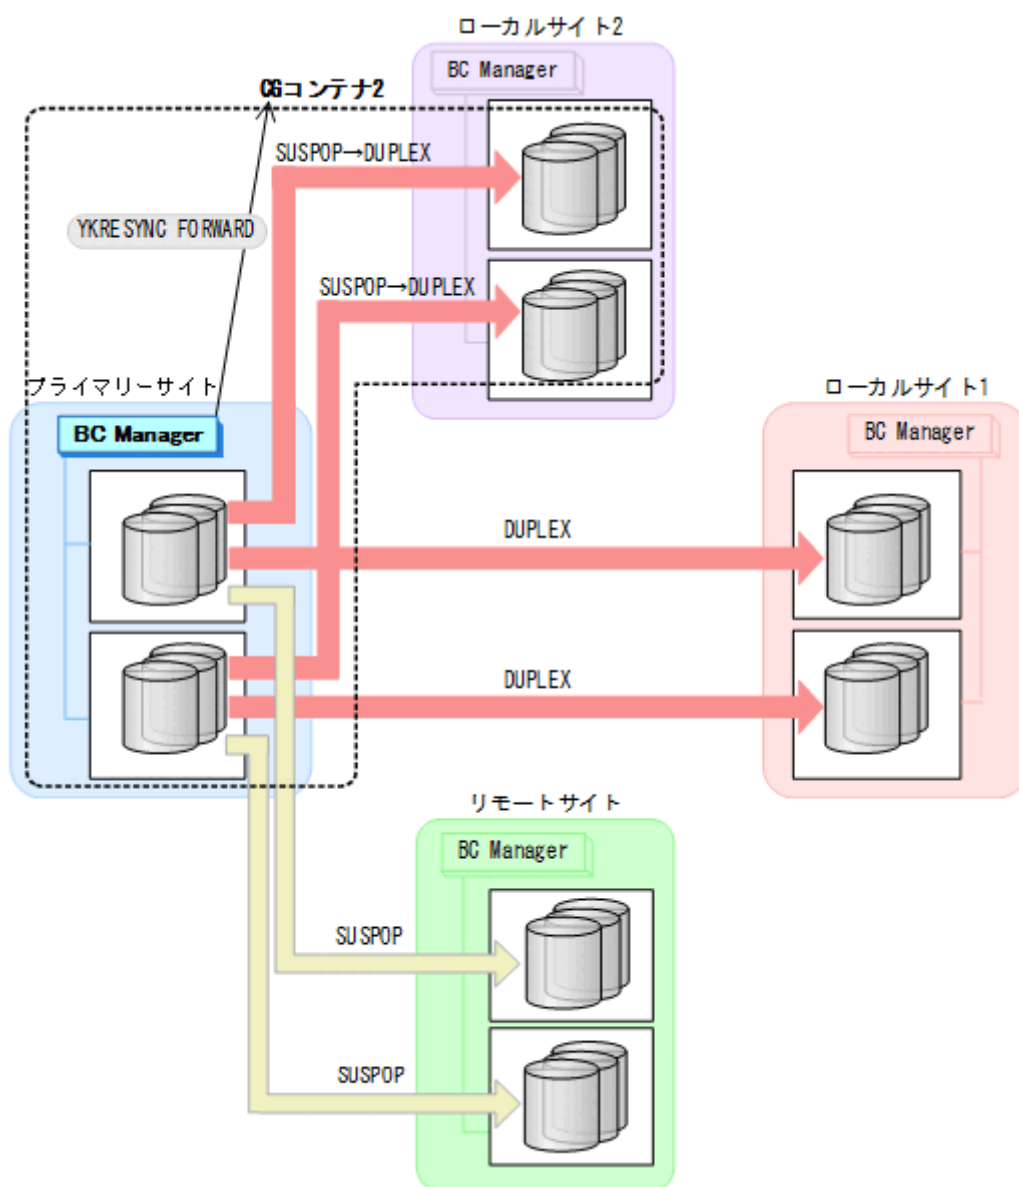 ローカルサイト2
BC Manager
CGコンテナ2
SUSPOP→DUPLEX
YKRESYNC FORWARD
SUSPOP→DUPLEX
プライマリーサイト
ローカルサイト1
BC Manager
BC Manager
DUPLEX
DUPLEX
リモートサイト
BC Manager
SUSPOP
SUSPOP